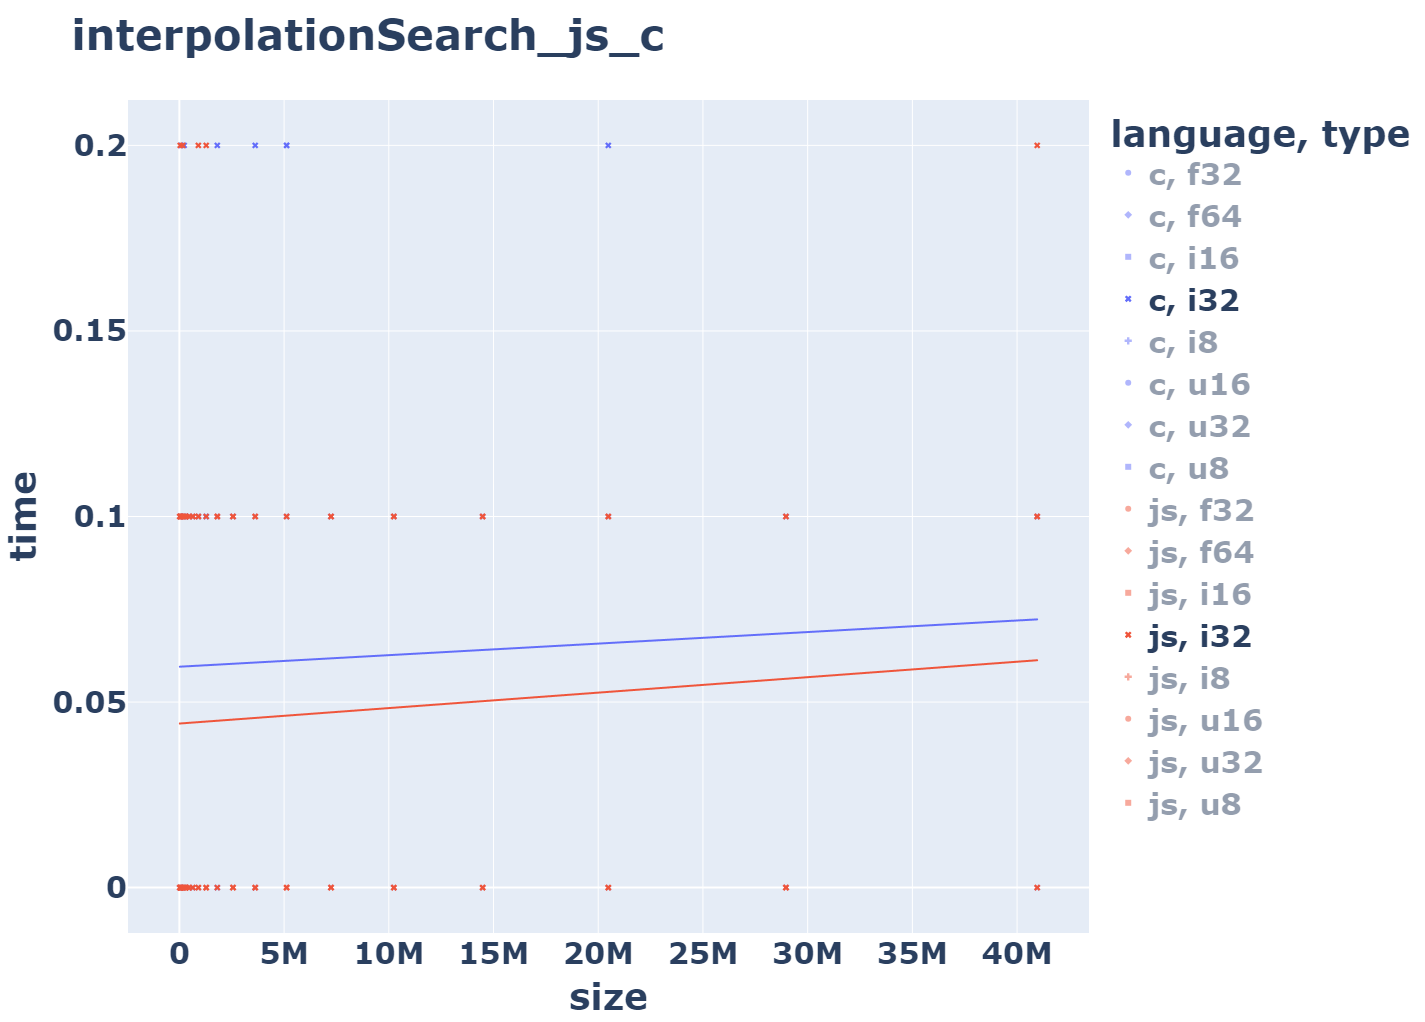 interpolationSearch_js_c
language, type
c, f32
c, f64
c, i16
c, i32
c, i8
c, u16
c, u32
c, u8
js, f32
js, f64
js, i16
js, i32
js, i8
js, u16
js, u32
js, u8
time
0.2
0.15
0.1
0.05
0
0 5M 10M 15M 20M 25M 30M 35M 40M
size